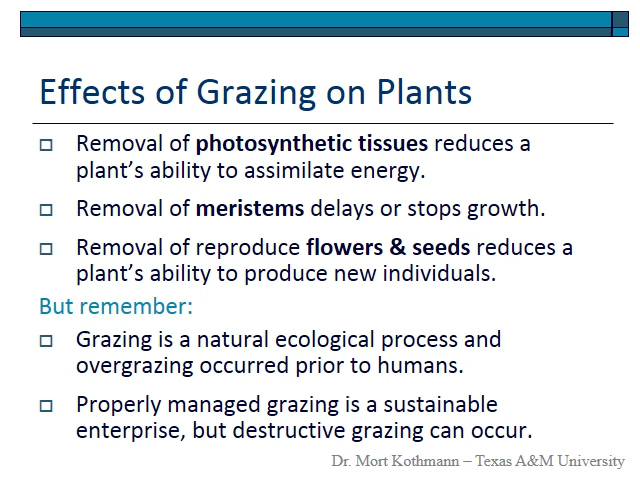 Effects of Grazing on Plants
Removal of photosynthetic tissues reduces a
plant's ability to assimilate energy.
Removal of meristems delays or stops growth.
Removal of reproduce flowers & seeds reduces a
plant's ability to produce new individuals.
But remember:
Grazing is a natural ecological process and
overgrazing occurred prior to humans.
Properly managed grazing is a sustainable
enterprise, but destructive grazing can occur.
Dr. Mort Kothmann – Texas A&M University